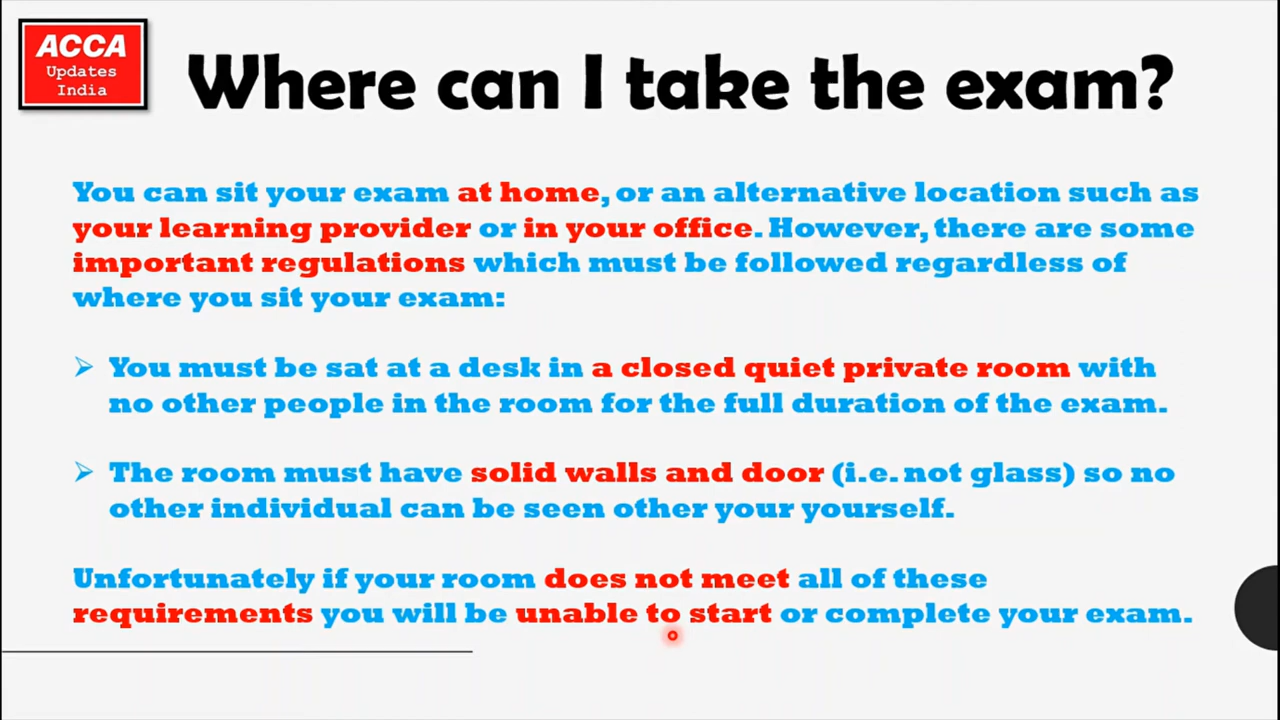 ACCA
Updates
India
Where can I take the exam?
You can sit your exam at home, or an alternative location such as
your learning provider or in your office. However, there are some
important regulations which must be followed regardless of
where you sit your exam:
You must be sat at a desk in a closed quiet private room with
no other people in the room for the full duration of the exam.
The room must have solid walls and door (i.e. not glass) so no
other individual can be seen other your yourself.
Unfortunately if your room does not meet all of these
requirements you will be unable to start or complete your exam.